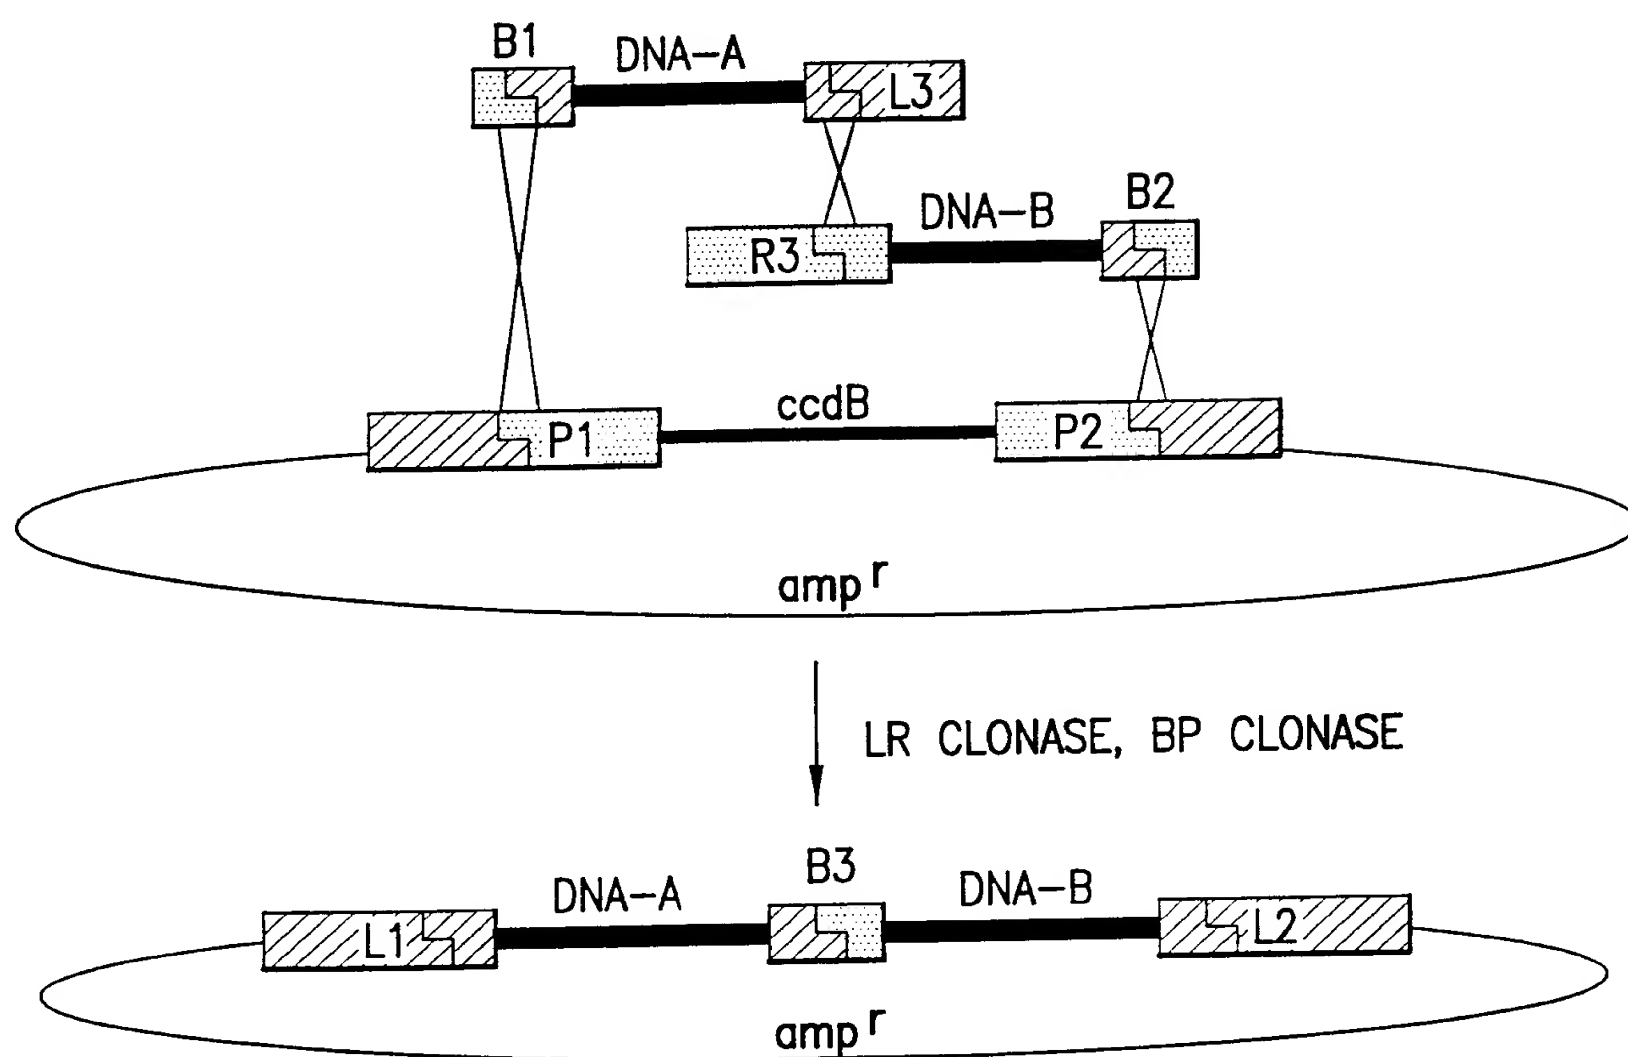 B1
DNA-A
L3
R3
DNA-B
B2
P1
ccdB
P2
amp r
LR CLONASE, BP CLONASE
L1
DNA-A
B3
DNA-B
L2
amp r